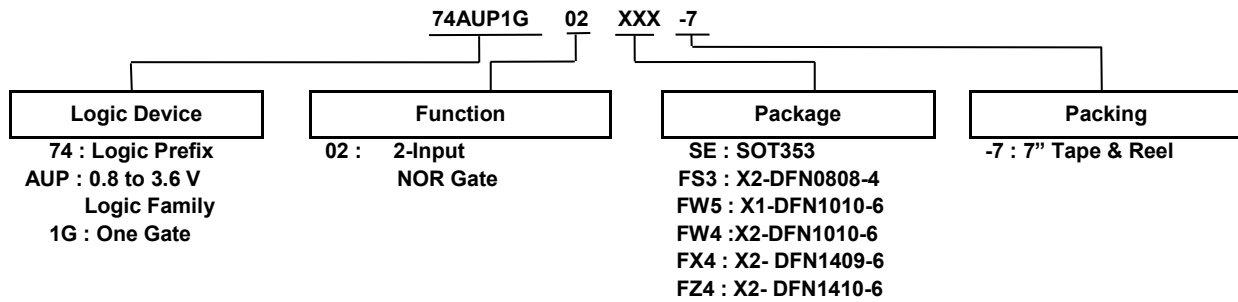 74AUP1G 02 XXX -7
Logic Device
Function
Package
Packing
74 : Logic Prefix
AUP : 0.8 to 3.6 V
Logic Family
1G : One Gate
02 : 2-Input
NOR Gate
SE : SOT353
FS3 : X2-DFN0808-4
FW5 : X1-DFN1010-6
FW4 :X2-DFN1010-6
FX4 : X2- DFN1409-6
FZ4 : X2- DFN1410-6
-7 : 7” Tape & Reel